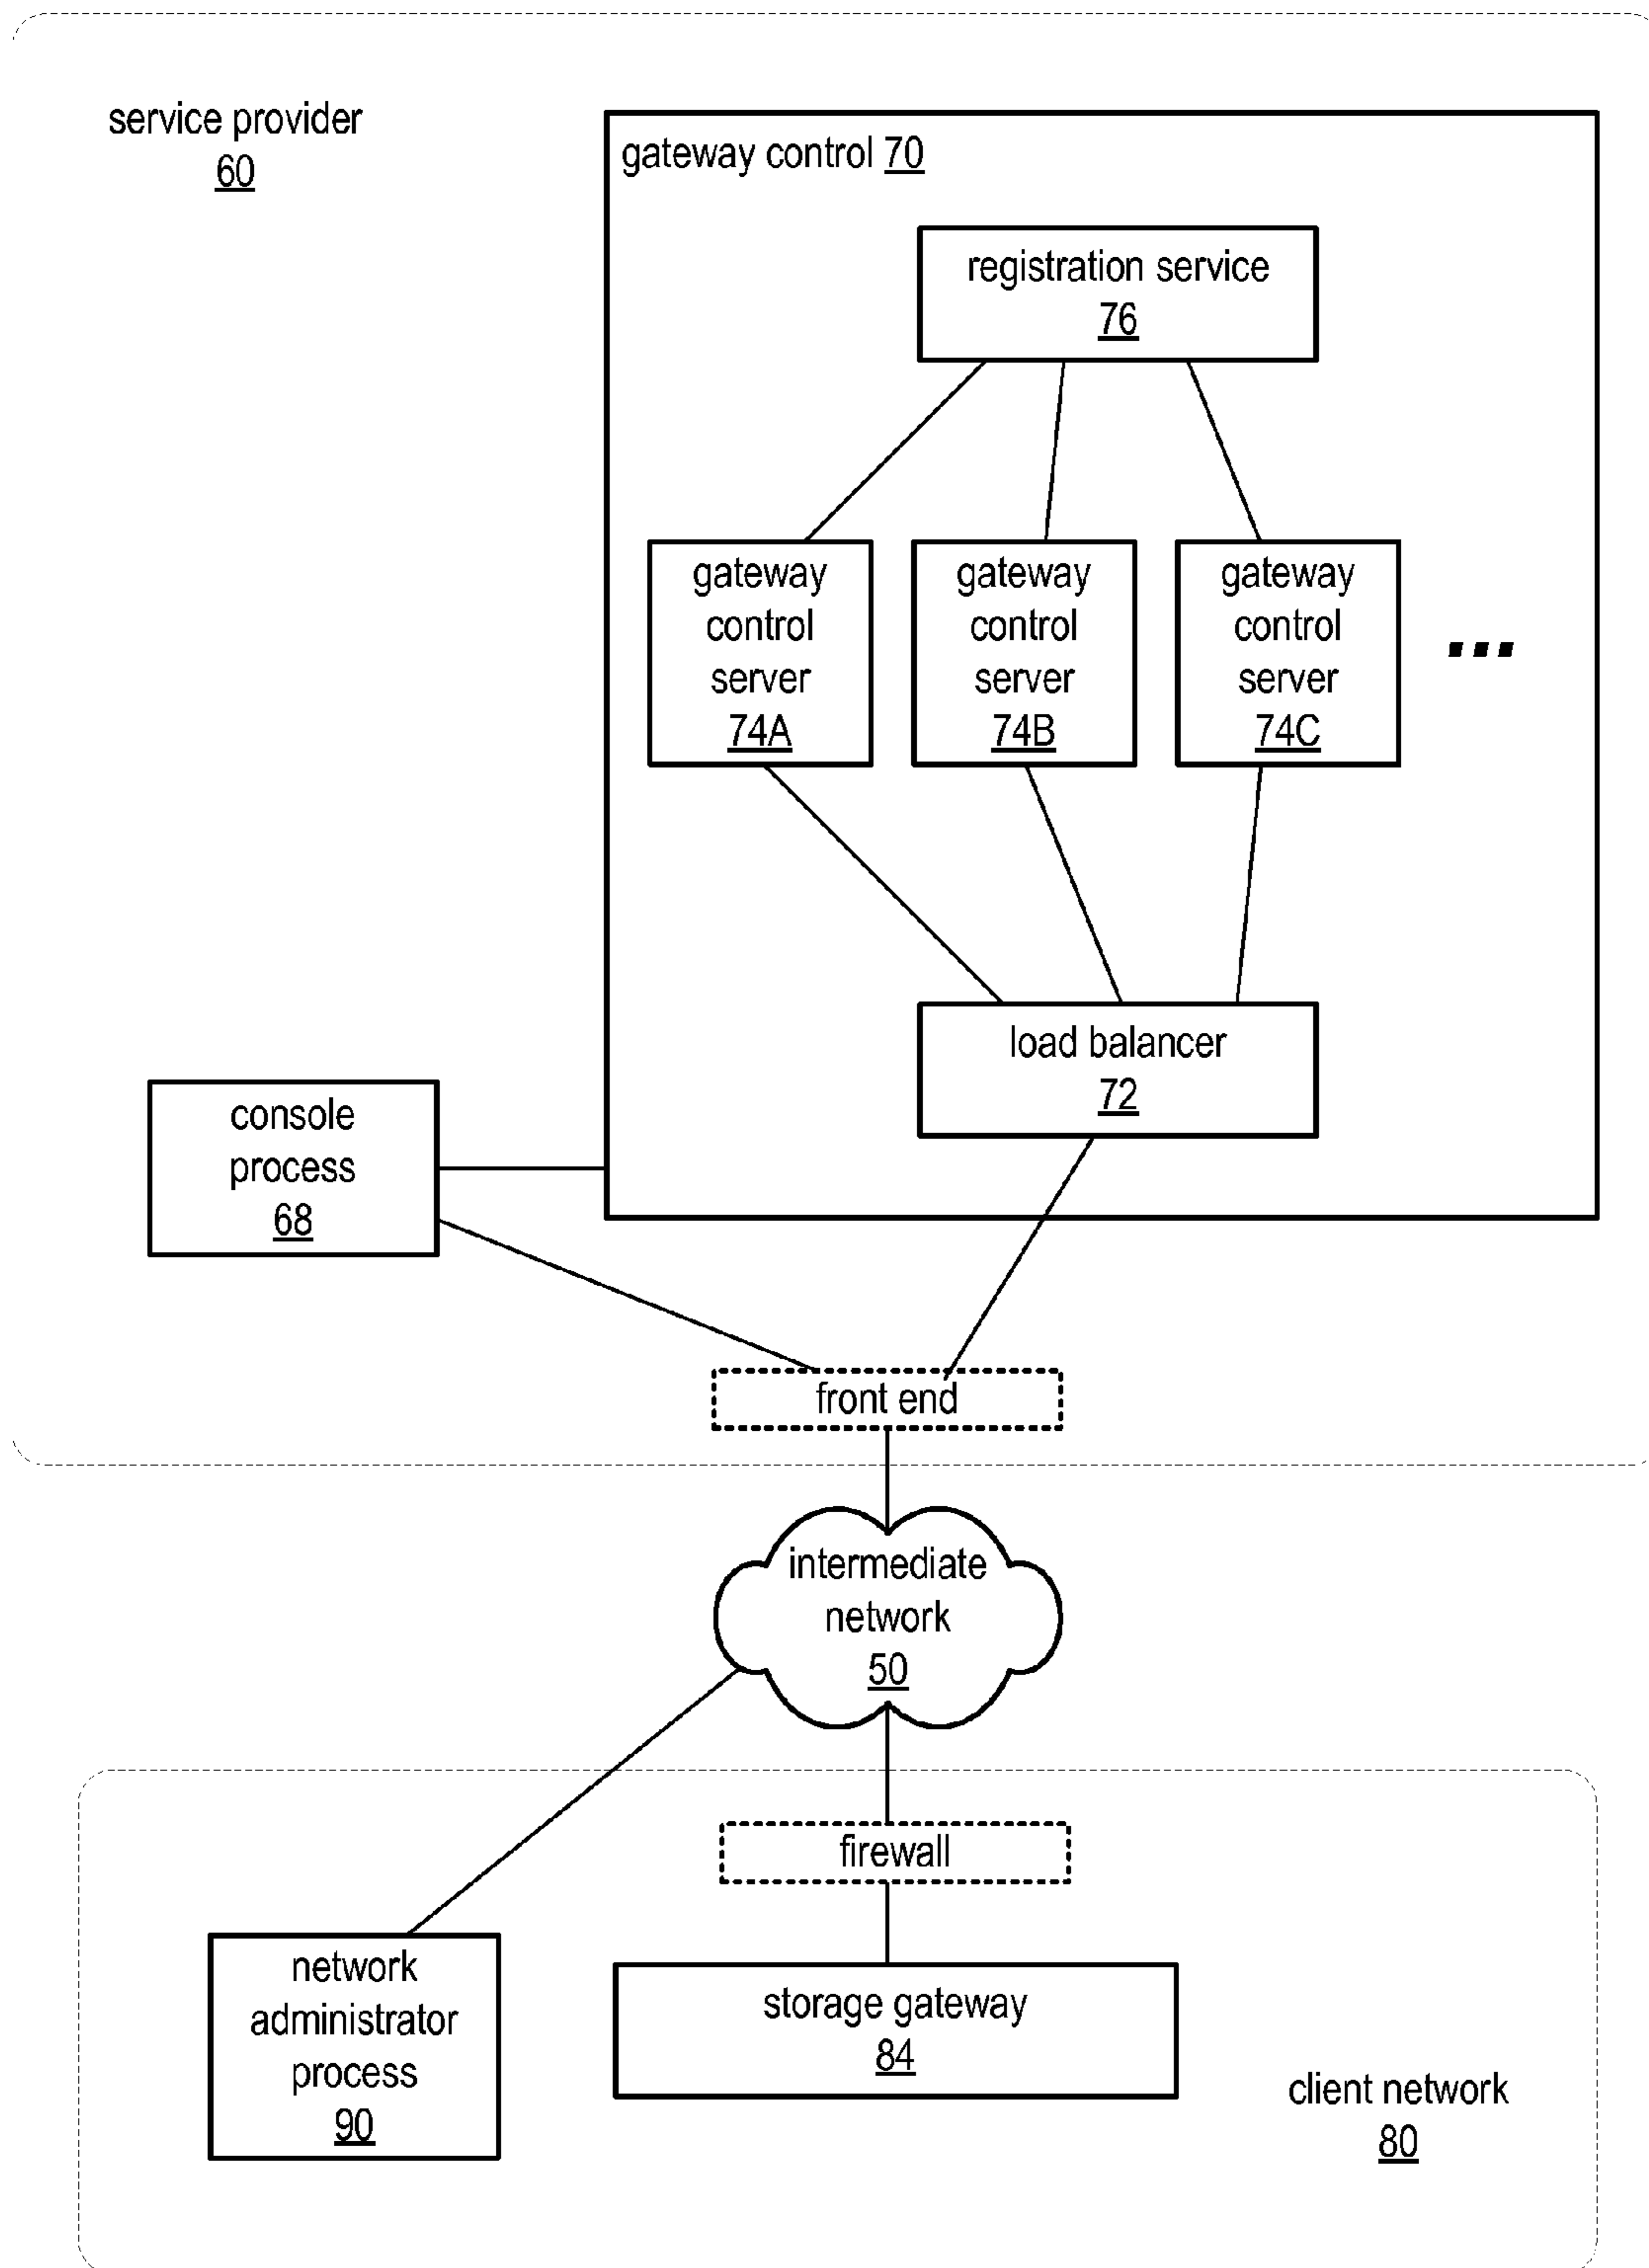 service provider
60
gateway control 70
registration service
76
gateway
control
server
74A
gateway
control
server
74B
gateway
control
server
74C
...
load balancer
72
console
process
68
front end
intermediate
network
50
firewall
network
administrator
process
90
storage gateway
84
client network
80